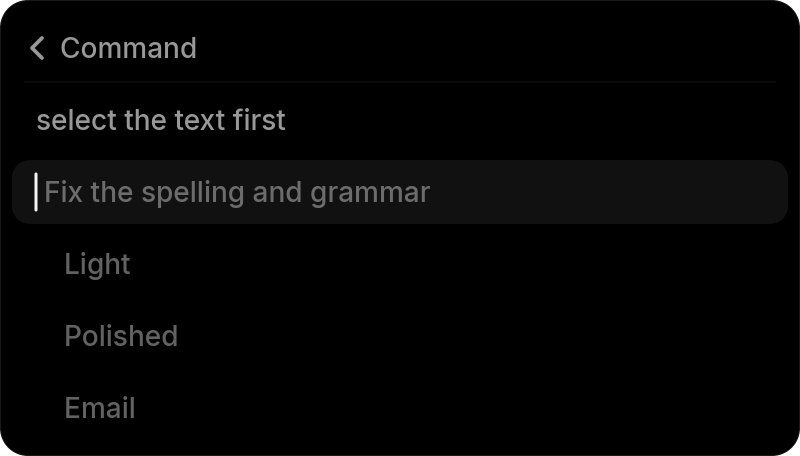 Command
select the text first
Fix the spelling and grammar
Light
Polished
Email